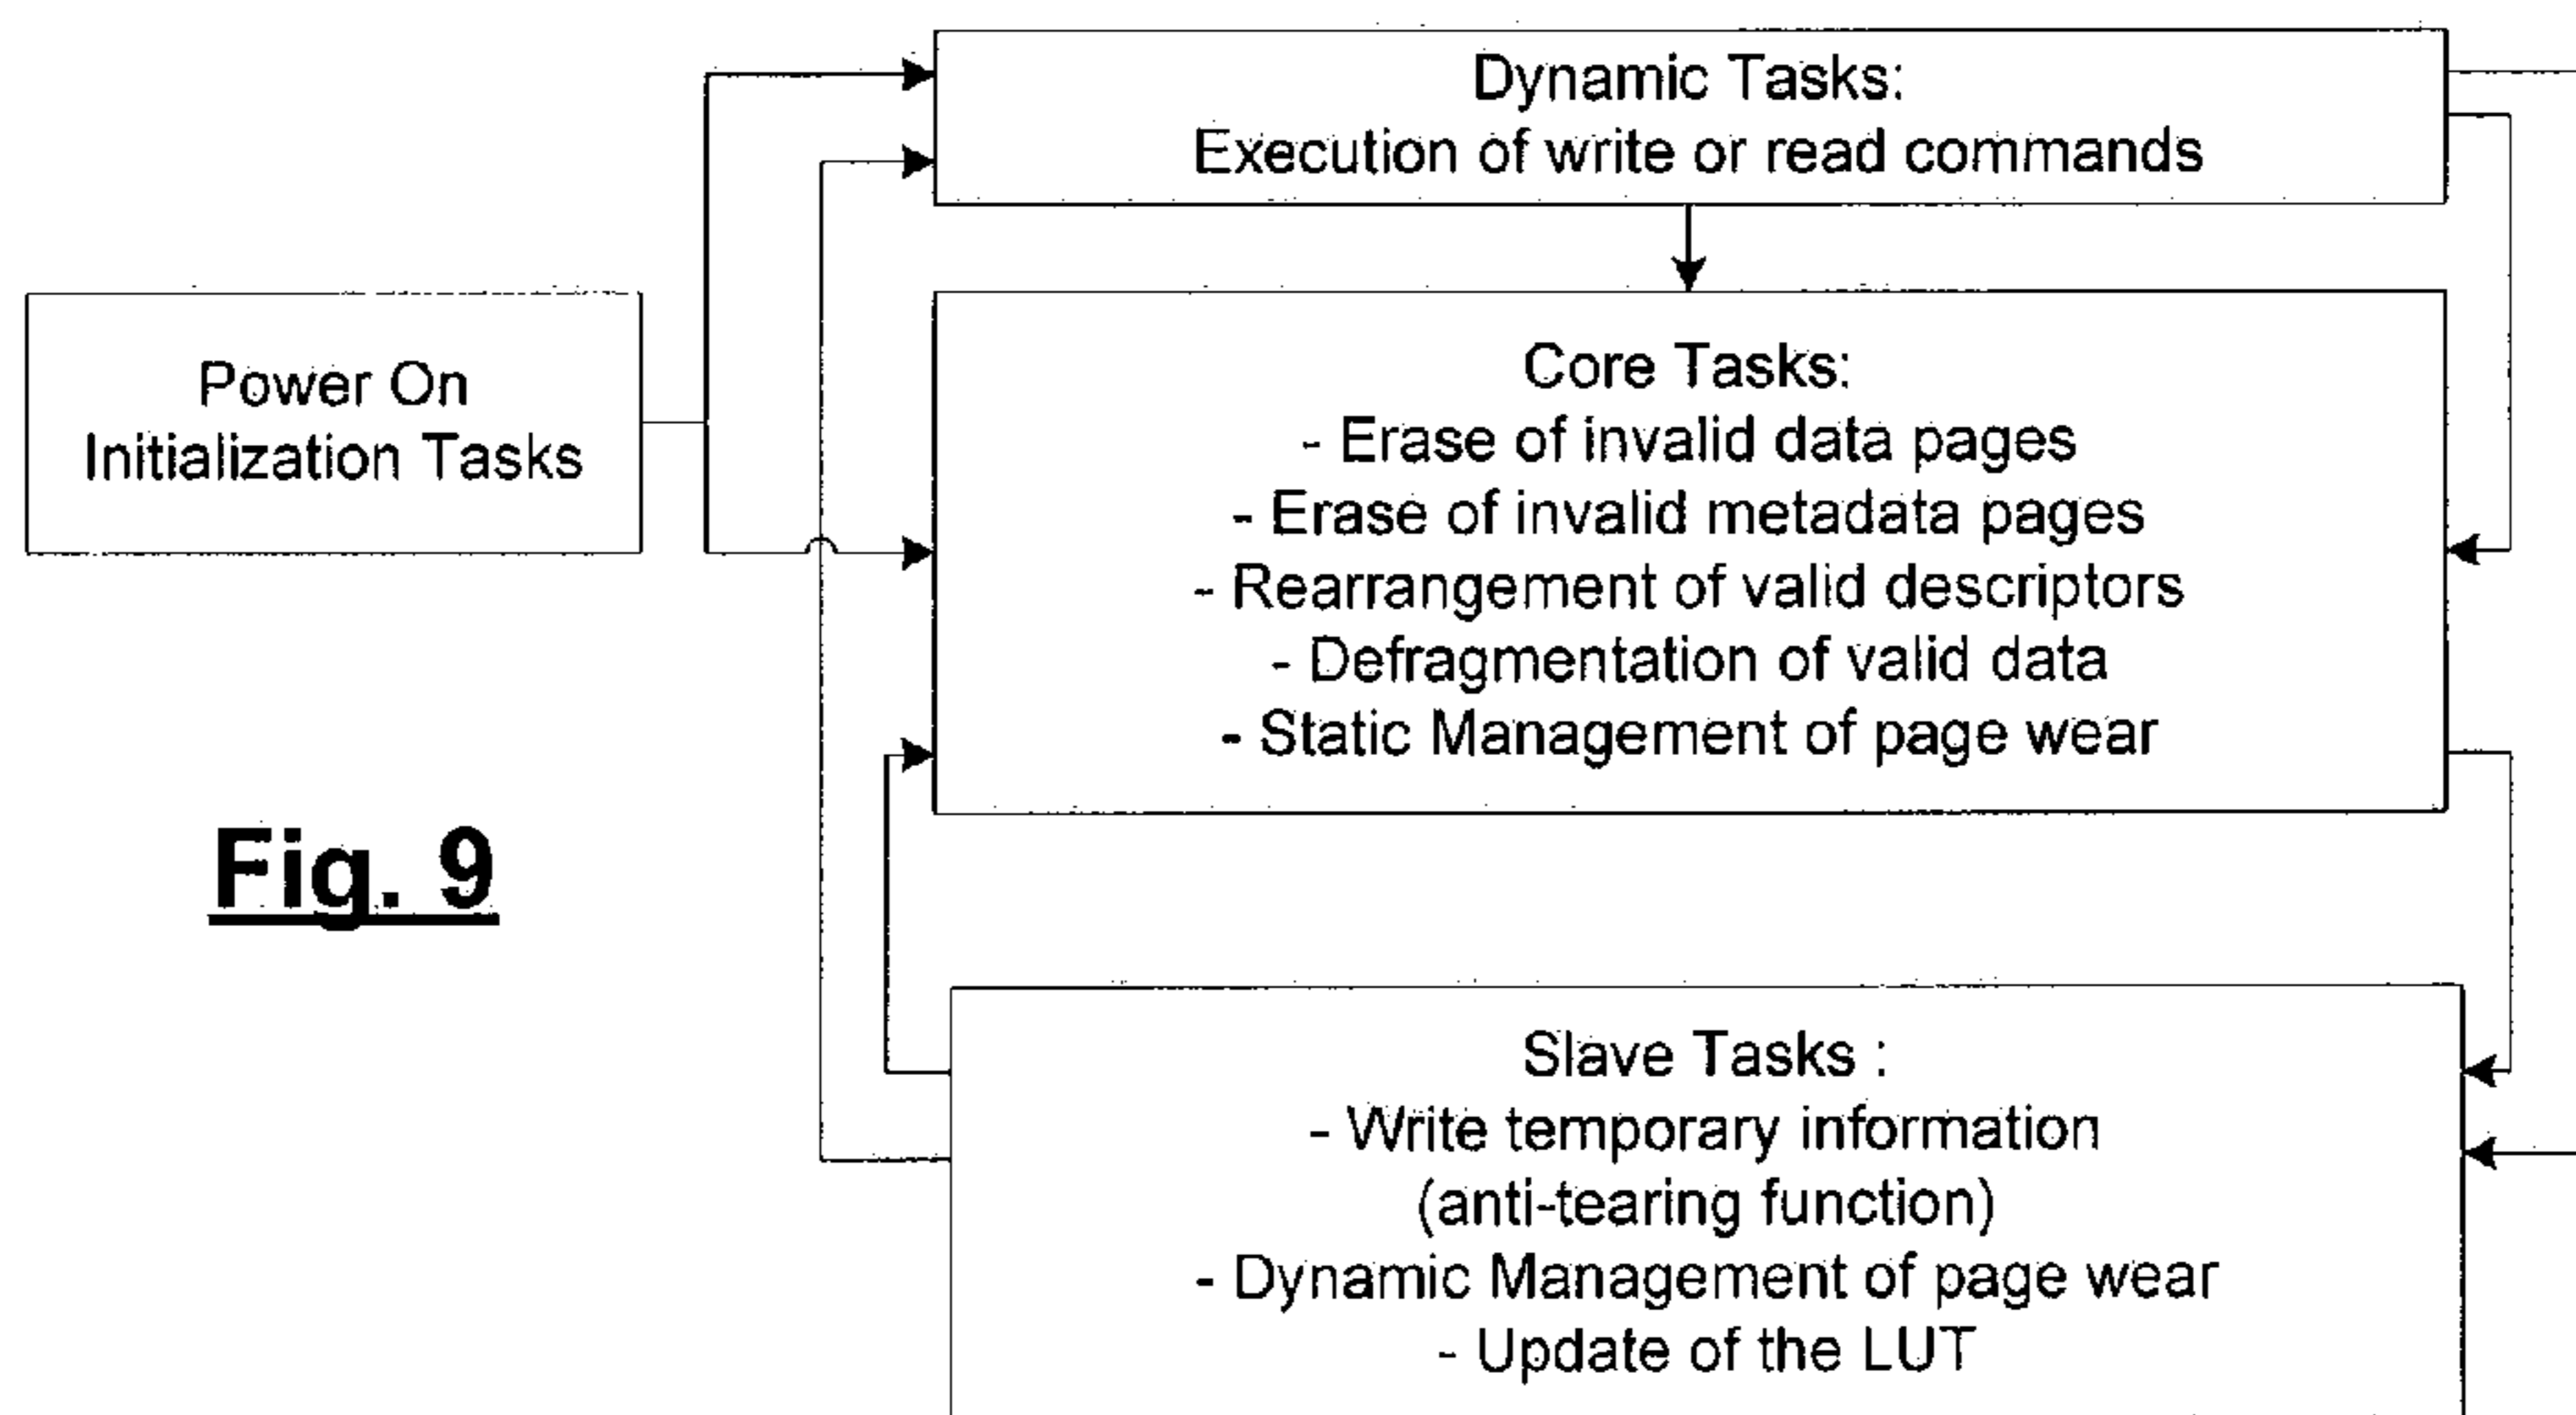 Dynamic Tasks:
Execution of write or read commands
Power On
Initialization Tasks
Core Tasks:
- Erase of invalid data pages
- Erase of invalid metadata pages
- Rearrangement of valid descriptors
- Defragmentation of valid data
- Static Management of page wear
Fig. 9
Slave Tasks :
- Write temporary information
(anti-tearing function)
- Dynamic Management of page wear
- Update of the LUT